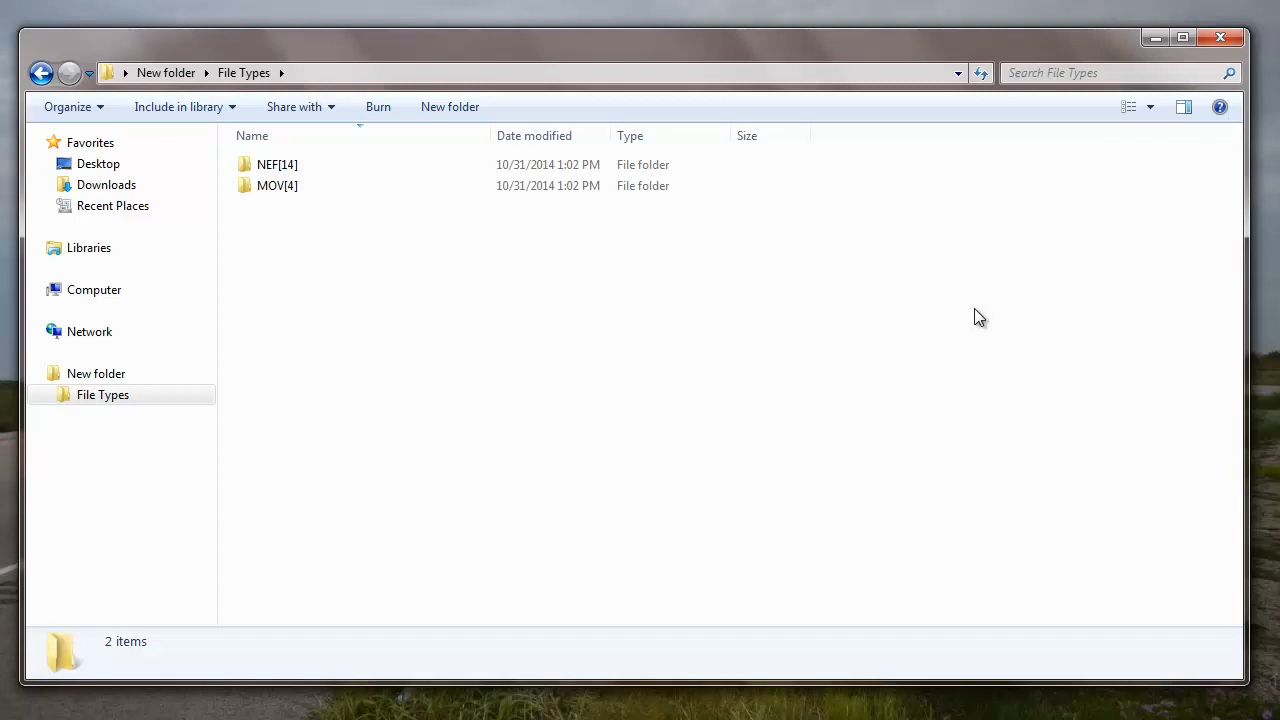 New folder File Types
Search File Types
Organize Include in library Share with Burn New folder
Name Date modified Type Size
Favorites
Desktop
Downloads
Recent Places
Libraries
Computer
Network
New folder
File Types
NEF[14] 10/31/2014 1:02 PM File folder
MOV[4] 10/31/2014 1:02 PM File folder
2 items